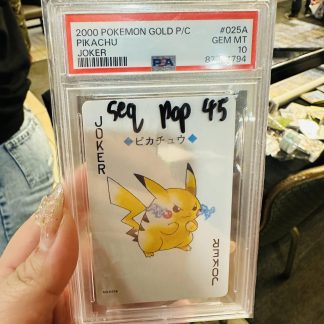 2000 POKEMON GOLD P/C #025A
PIKACHU GEM MT
JOKER 10
PSA
seq pop 45
JOKER
ピカチュウ
JOKER